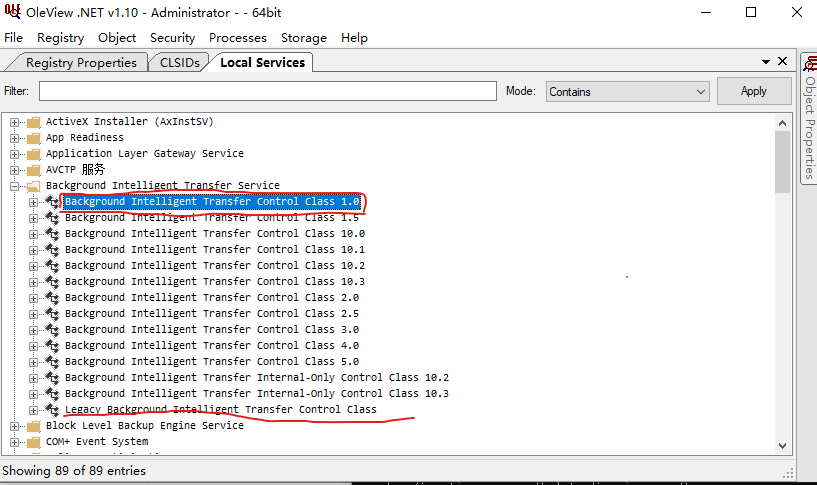 OleView .NET v1.10 - Administrator - - 64bit
File Registry Object Security Processes Storage Help
Registry Properties CLSIDs Local Services
Filter: Mode: Contains Apply
ActiveX Installer (AxInstSV)
App Readiness
Application Layer Gateway Service
AVCTP 服务
Background Intelligent Transfer Service
Background Intelligent Transfer Control Class 1.0
Background Intelligent Transfer Control Class 1.5
Background Intelligent Transfer Control Class 10.0
Background Intelligent Transfer Control Class 10.1
Background Intelligent Transfer Control Class 10.2
Background Intelligent Transfer Control Class 10.3
Background Intelligent Transfer Control Class 2.0
Background Intelligent Transfer Control Class 2.5
Background Intelligent Transfer Control Class 3.0
Background Intelligent Transfer Control Class 4.0
Background Intelligent Transfer Control Class 5.0
Background Intelligent Transfer Internal-Only Control Class 10.2
Background Intelligent Transfer Internal-Only Control Class 10.3
Legacy Background Intelligent Transfer Control Class
Block Level Backup Engine Service
COM+ Event System
Showing 89 of 89 entries
Object Properties